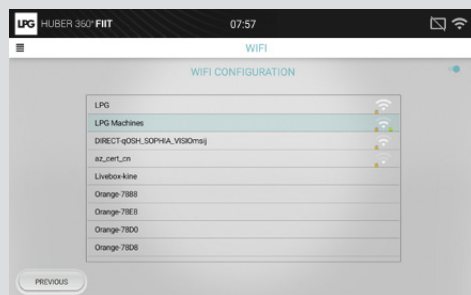 LPG HUBER 360° FIIT 07:57
WIFI
WIFI CONFIGURATION
LPG
LPG Machines
DIRECT-qOSH_SOPHIA_VISIOmsij
az_cert_cn
Livebox-kine
Orange-7888
Orange-78E8
Orange-78D0
Orange-78D8
PREVIOUS